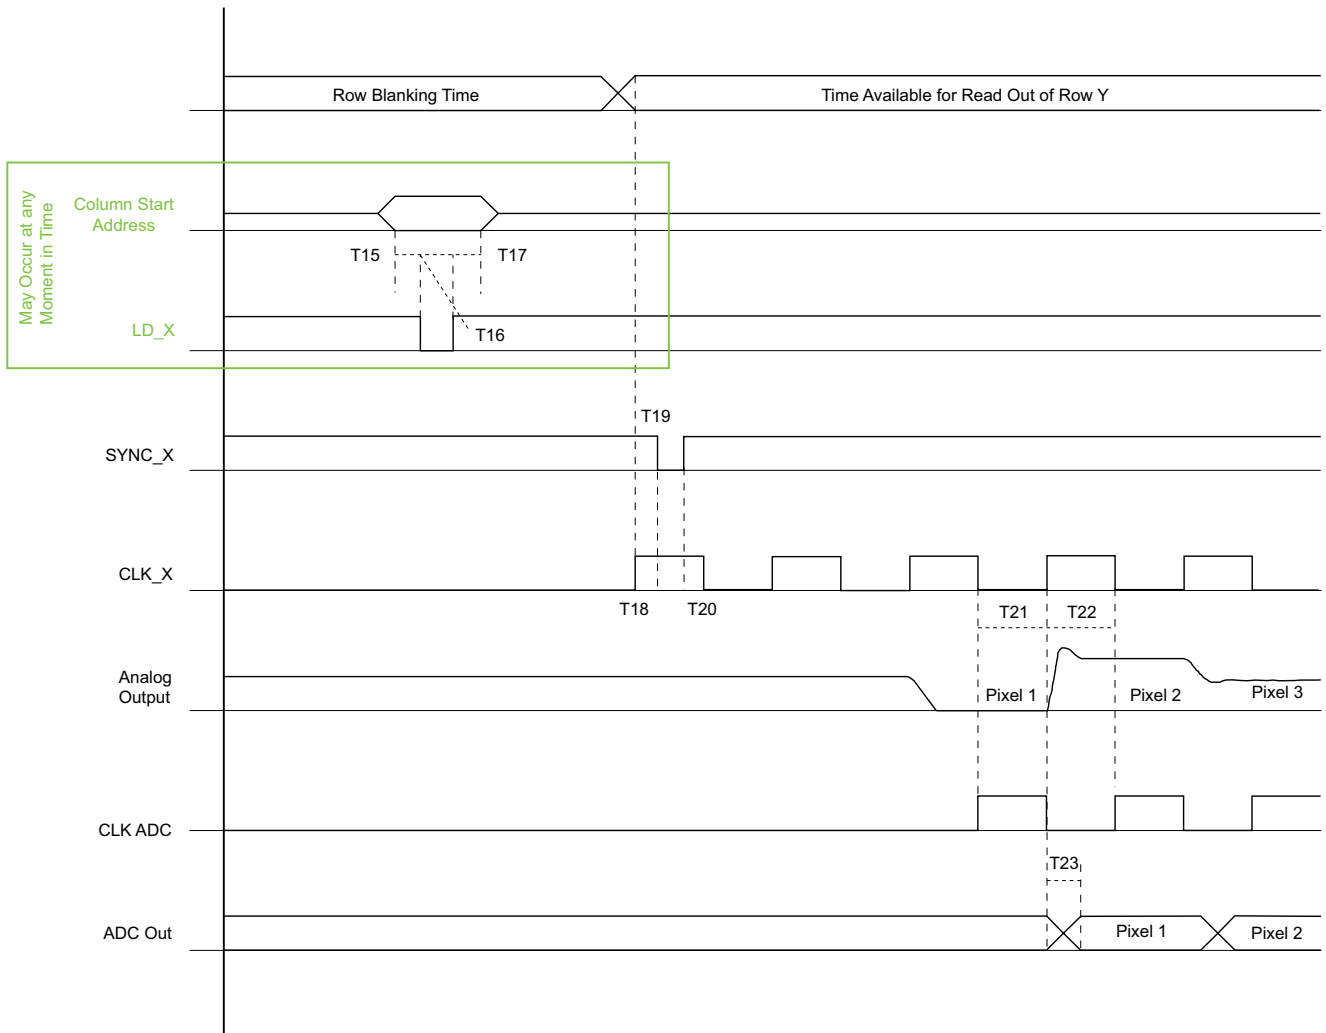 Row Blanking Time
Time Available for Read Out of Row Y
May Occur at any
Moment in Time
Column Start
Address
T15
T17
LD_X
T16
T19
SYNC_X
CLK_X
T18
T20
T21
T22
Analog
Output
Pixel 1
Pixel 2
Pixel 3
CLK ADC
T23
ADC Out
Pixel 1
Pixel 2